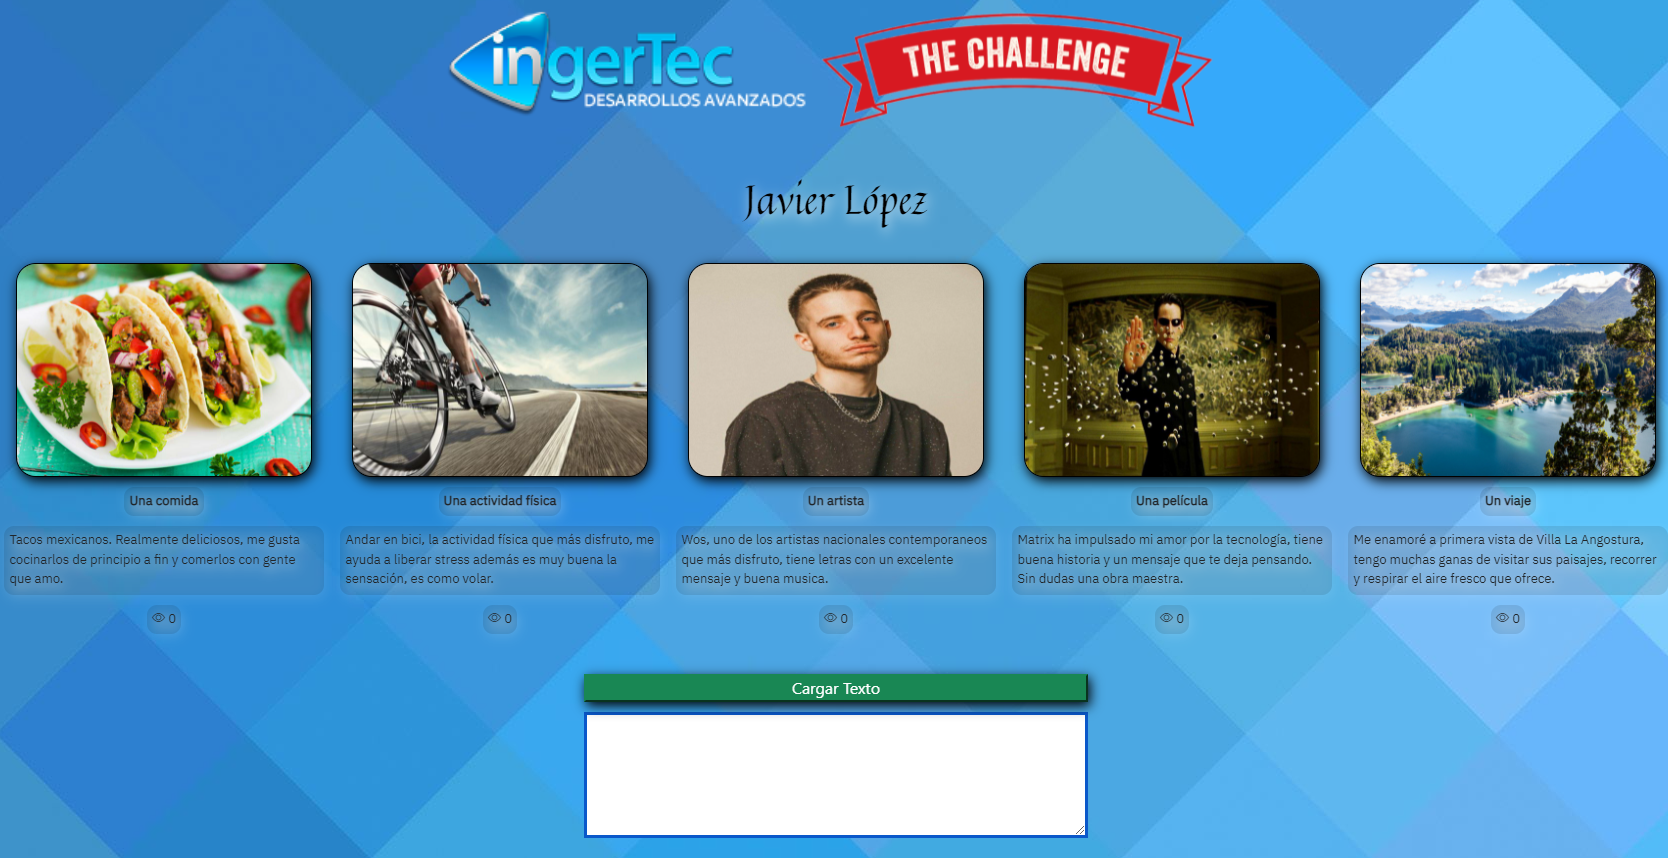 ingerTec
DESARROLLOS AVANZADOS
THE CHALLENGE
Javier López
Una comida
Tacos mexicanos. Realmente deliciosos, me gusta
cocinarlos de principio a fin y comerlos con gente
que amo.
0
Una actividad física
Andar en bici, la actividad física que más disfruto, me
ayuda a liberar stress además es muy buena la
sensación, es como volar.
0
Un artista
Wos, uno de los artistas nacionales contemporaneos
que más disfruto, tiene letras con un excelente
mensaje y buena musica.
0
Una película
Matrix ha impulsado mi amor por la tecnología, tiene
buena historia y un mensaje que te deja pensando.
Sin dudas una obra maestra.
0
Un viaje
Me enamoré a primera vista de Villa La Angostura,
tengo muchas ganas de visitar sus paisajes, recorrer
y respirar el aire fresco que ofrece.
0
Cargar Texto